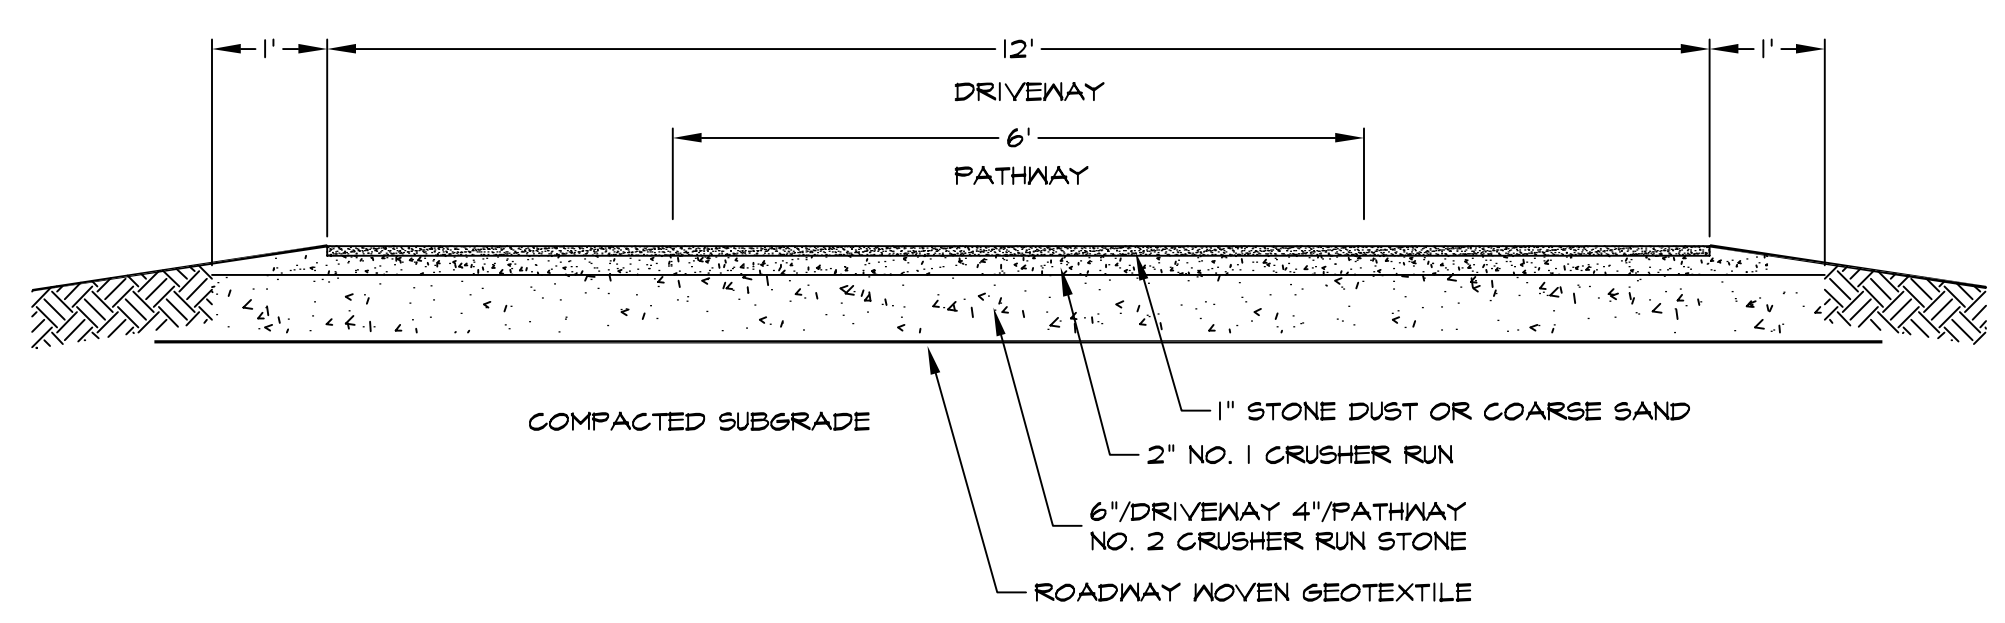 1' 12' 1'
DRIVEWAY
6'
PATHWAY
1" STONE DUST OR COARSE SAND
COMPACTED SUBGRADE
2" NO. 1 CRUSHER RUN
6"/DRIVEWAY 4"/PATHWAY
NO. 2 CRUSHER RUN STONE
ROADWAY WOVEN GEOTEXTILE